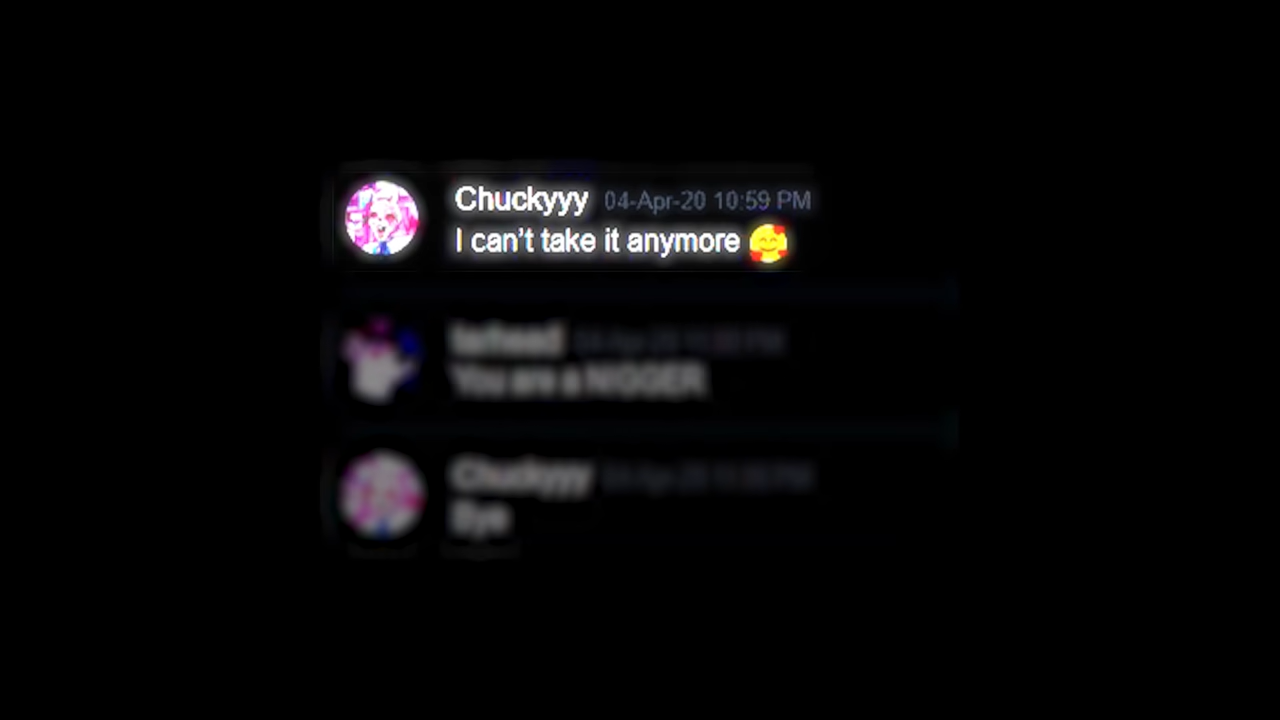 Chuckyyy 04-Apr-20 10:59 PM
I can't take it anymore 🥰
You are a NIGGER
Chuckyyy
Bye